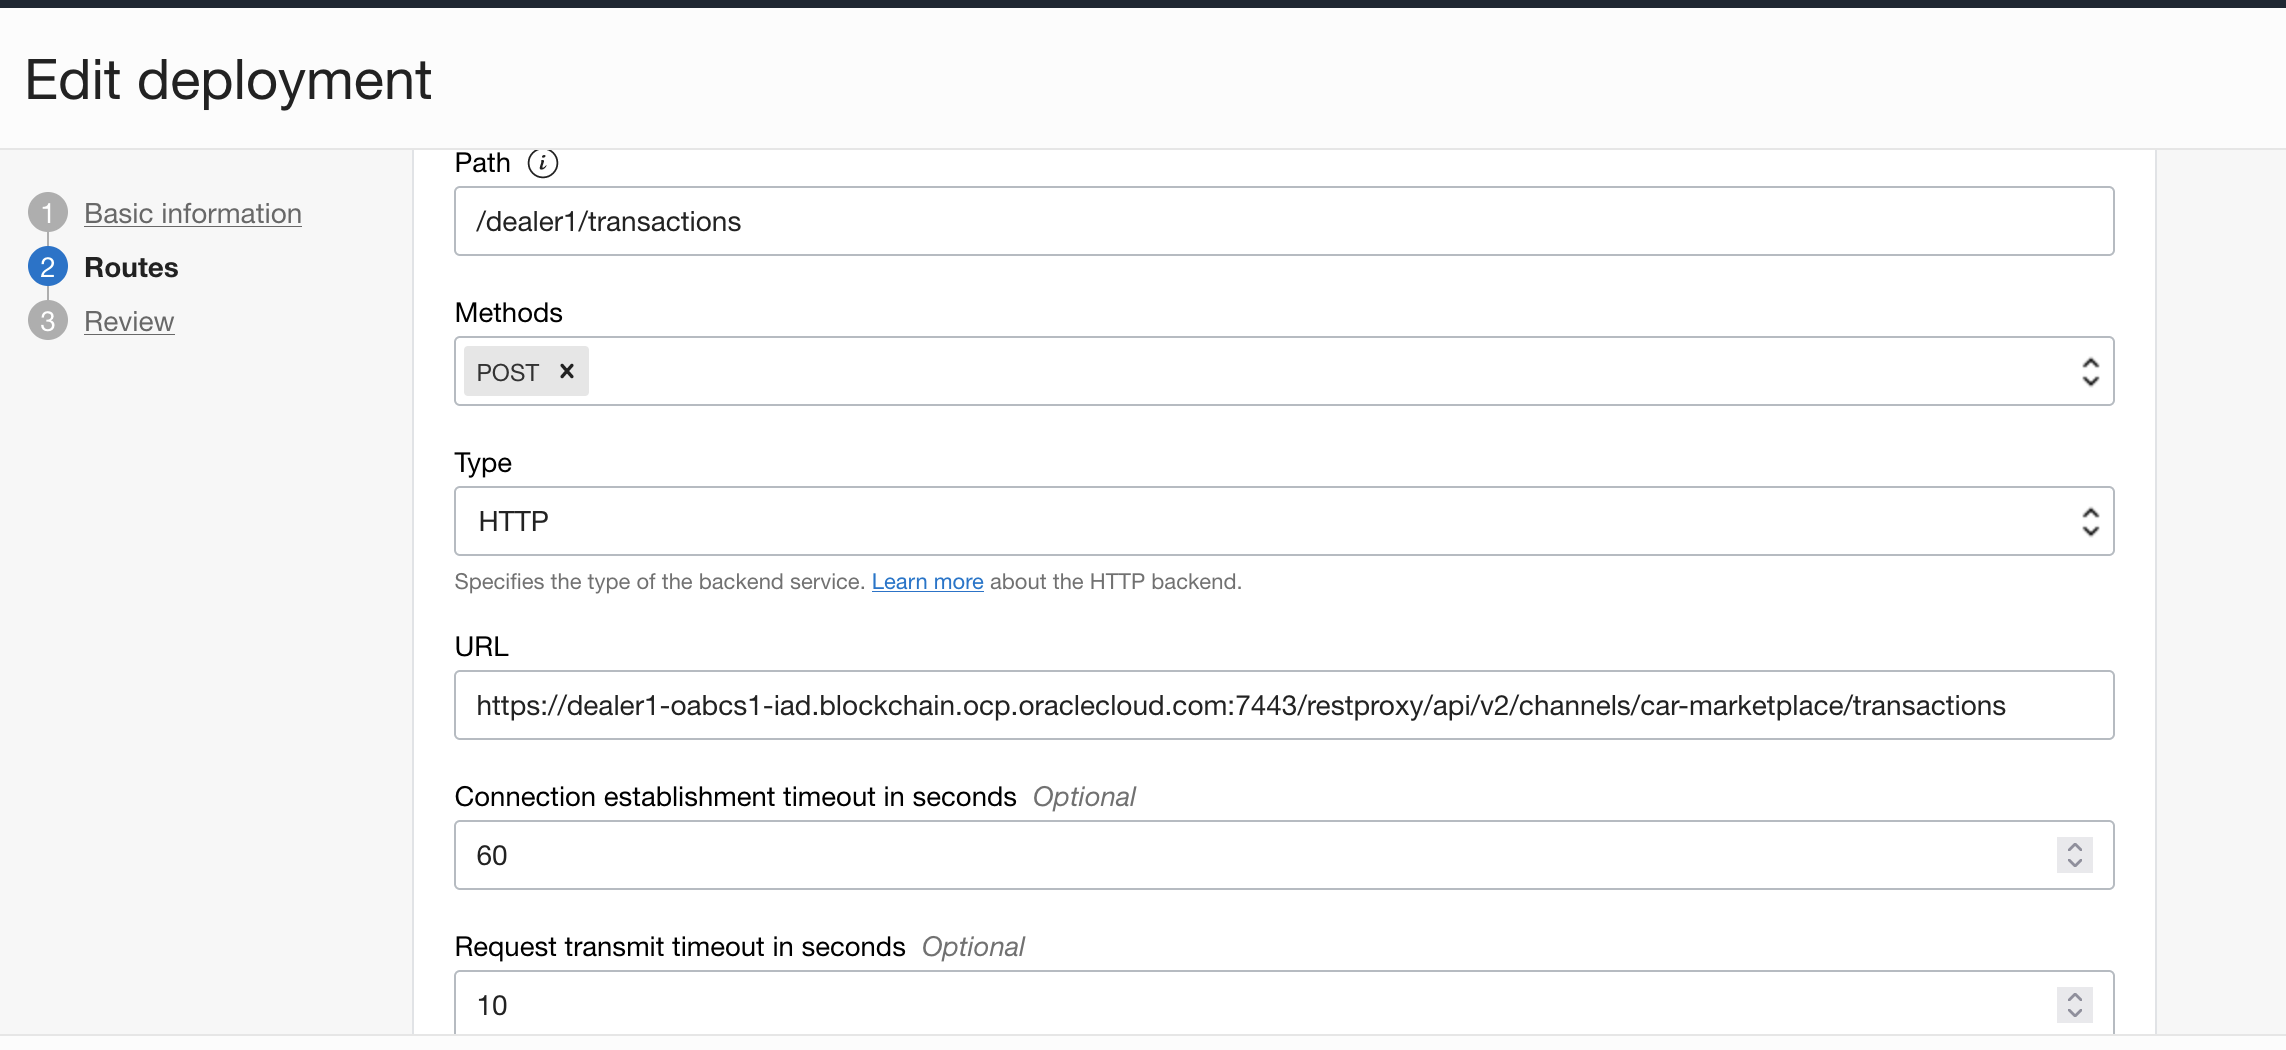 Edit deployment
1 Basic information
2 Routes
3 Review
Path i
/dealer1/transactions
Methods
POST ×
Type
HTTP
Specifies the type of the backend service. Learn more about the HTTP backend.
URL
https://dealer1-oabcs1-iad.blockchain.ocp.oraclecloud.com:7443/restproxy/api/v2/channels/car-marketplace/transactions
Connection establishment timeout in seconds Optional
60
Request transmit timeout in seconds Optional
10